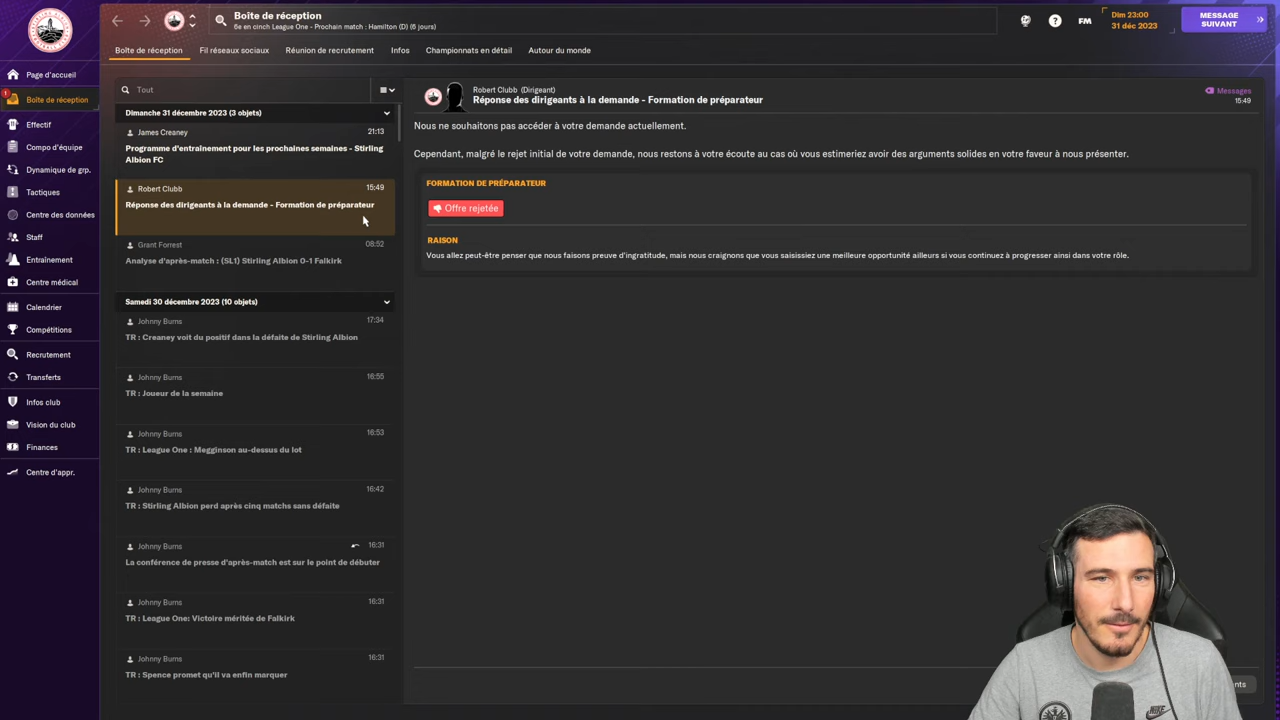 Boîte de réception
6e en cinch League One - Prochain match : Hamilton (D) (6 jours)
FM
Dim 23:00
31 déc 2023
MESSAGE SUIVANT
Boîte de réception
Fil réseaux sociaux
Réunion de recrutement
Infos
Championnats en détail
Autour du monde
Page d'accueil
1
Boîte de réception
Effectif
Compo d'équipe
Dynamique de grp.
Tactiques
Centre des données
Staff
Entraînement
Centre médical
Calendrier
Compétitions
Recrutement
Transferts
Infos club
Vision du club
Finances
Centre d'appr.
Tout
Dimanche 31 décembre 2023 (3 objets)
James Creaney
21:13
Programme d'entraînement pour les prochaines semaines - Stirling
Albion FC
Robert Clubb
15:49
Réponse des dirigeants à la demande - Formation de préparateur
Grant Forrest
08:52
Analyse d'après-match : (SL1) Stirling Albion 0-1 Falkirk
Samedi 30 décembre 2023 (10 objets)
Johnny Burns
17:34
TR : Creaney voit du positif dans la défaite de Stirling Albion
Johnny Burns
16:55
TR : Joueur de la semaine
Johnny Burns
16:53
TR : League One : Megginson au-dessus du lot
Johnny Burns
16:42
TR : Stirling Albion perd après cinq matchs sans défaite
Johnny Burns
16:31
La conférence de presse d'après-match est sur le point de débuter
Johnny Burns
16:31
TR : League One: Victoire méritée de Falkirk
Johnny Burns
16:31
TR : Spence promet qu'il va enfin marquer
Robert Clubb (Dirigeant)
Réponse des dirigeants à la demande - Formation de préparateur
Messages
15:49
Nous ne souhaitons pas accéder à votre demande actuellement.
Cependant, malgré le rejet initial de votre demande, nous restons à votre écoute au cas où vous estimeriez avoir des arguments solides en votre faveur à nous présenter.
FORMATION DE PRÉPARATEUR
Offre rejetée
RAISON
Vous allez peut-être penser que nous faisons preuve d'ingratitude, mais nous craignons que vous saisissiez une meilleure opportunité ailleurs si vous continuez à progresser ainsi dans votre rôle.